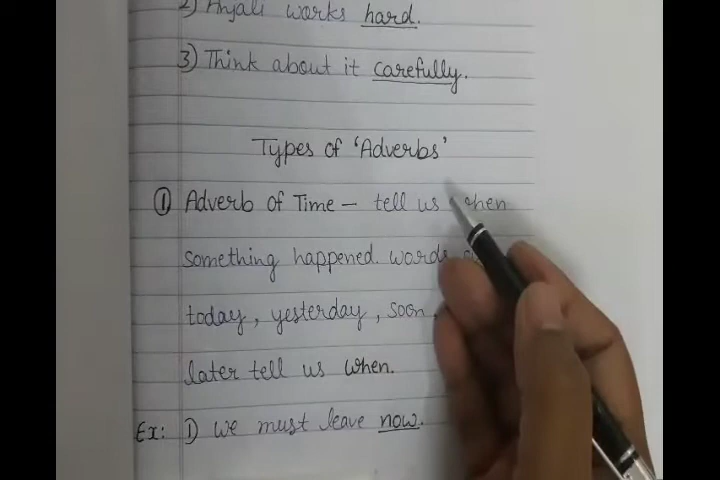 2) Anjali works hard.
3) Think about it carefully.
Types of 'Adverbs'
① Adverb of Time – tell us when
something happened. words
today, yesterday, soon,
later tell us when.
Ex: 1) We must leave now.